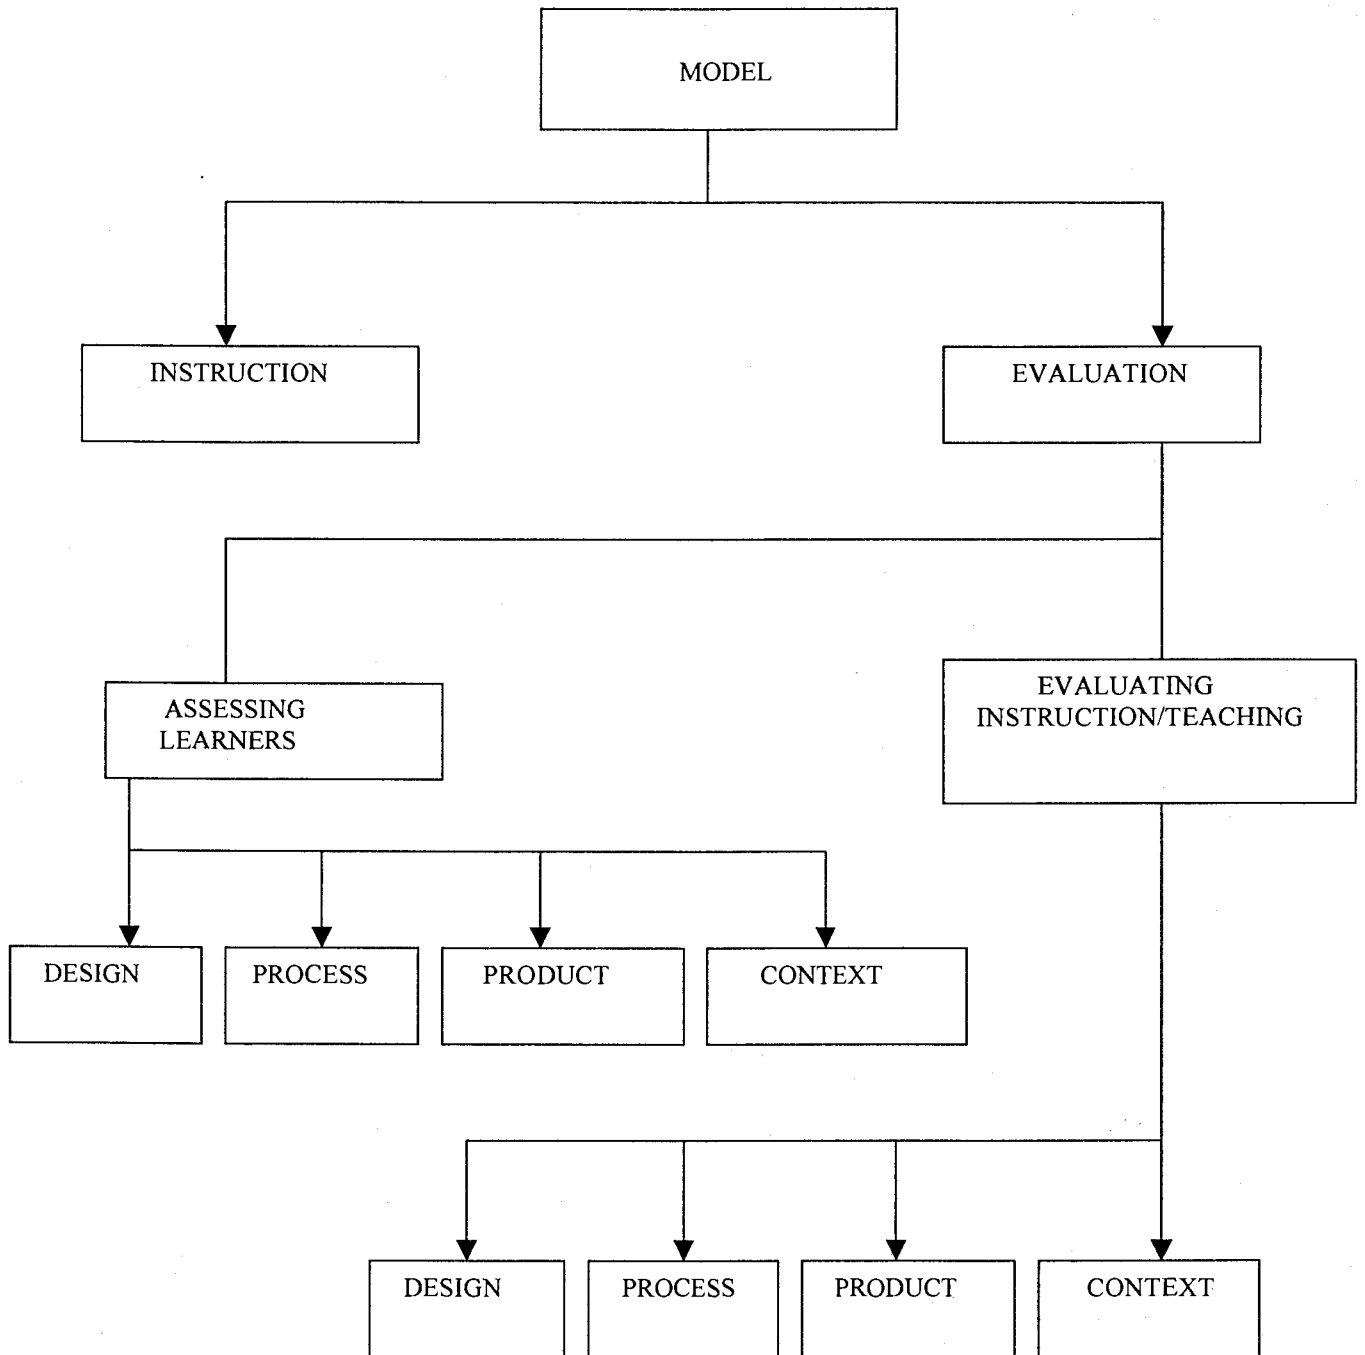 MODEL
INSTRUCTION
EVALUATION
ASSESSING
LEARNERS
EVALUATING
INSTRUCTION/TEACHING
DESIGN
PROCESS
PRODUCT
CONTEXT
DESIGN
PROCESS
PRODUCT
CONTEXT